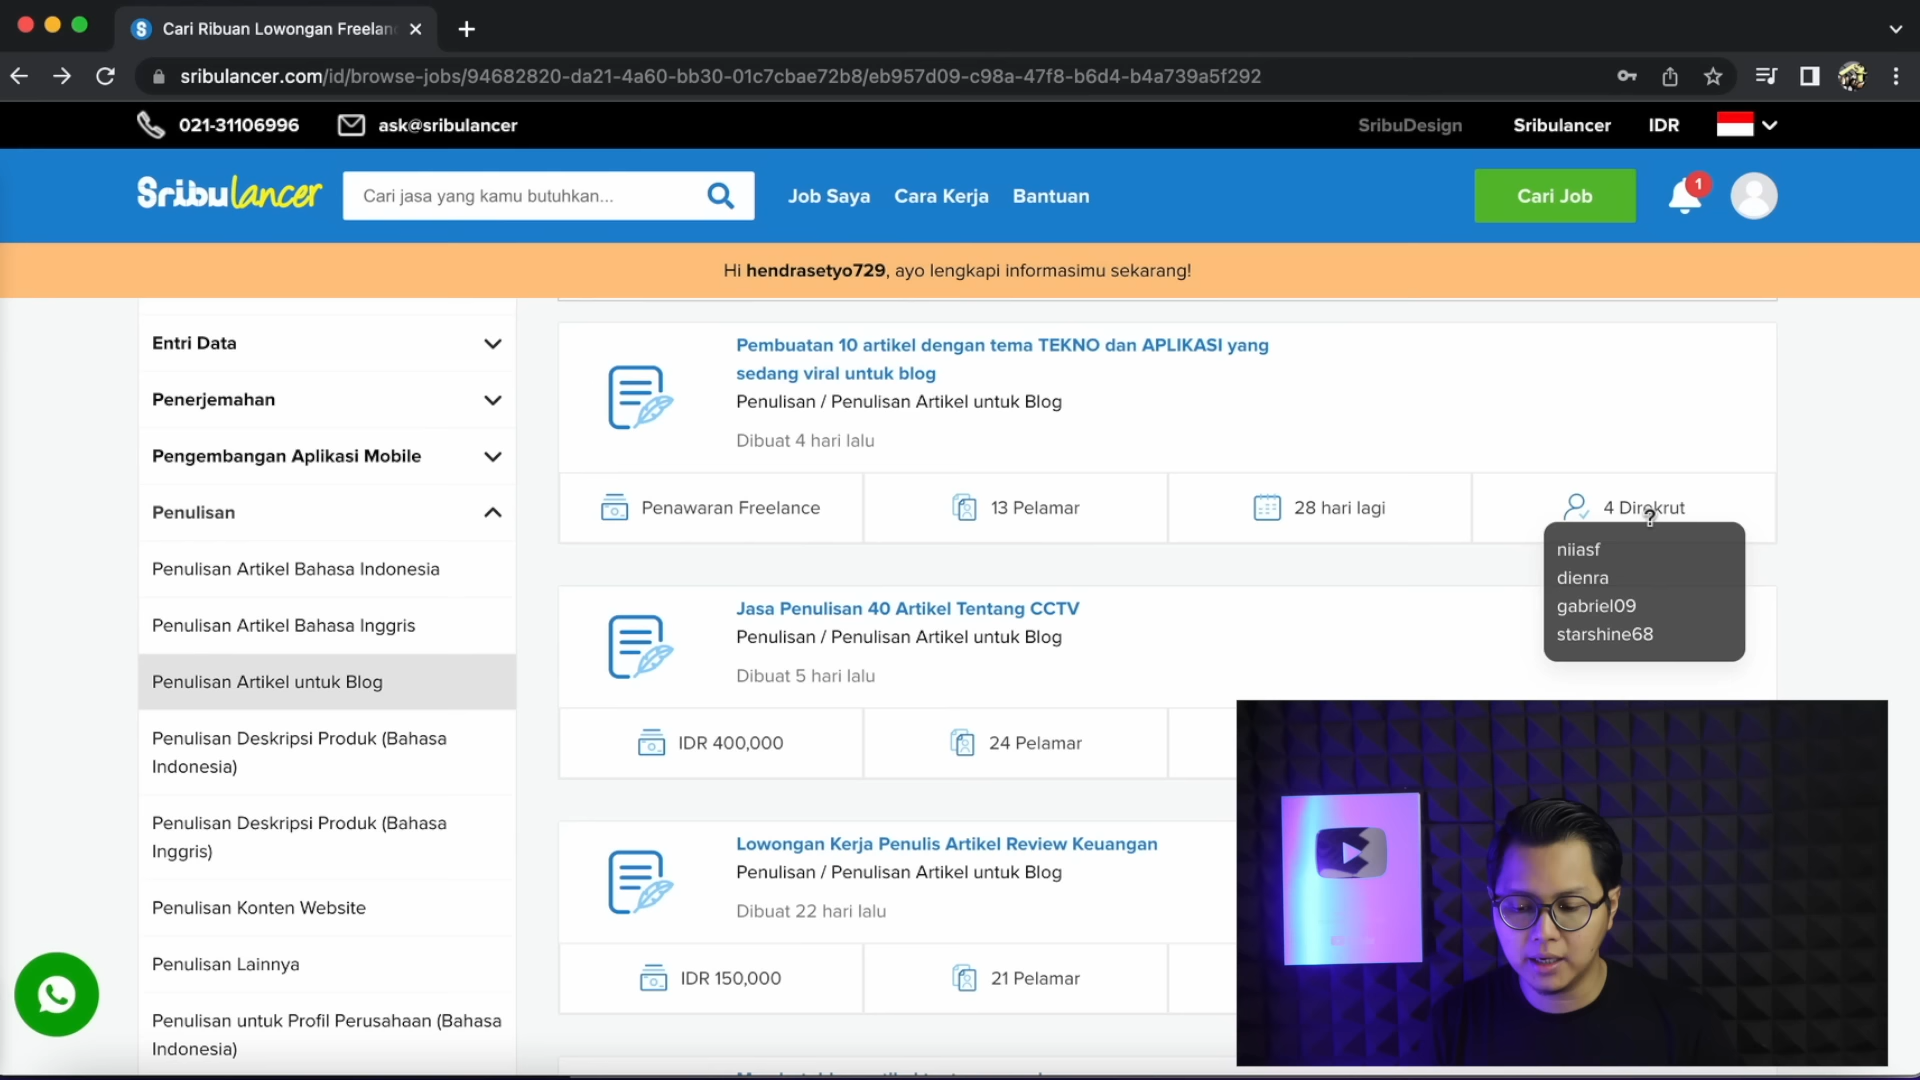 Cari Ribuan Lowongan Freelan
sribulancer.com/id/browse-jobs/94682820-da21-4a60-bb30-01c7cbae72b8/eb957d09-c98a-47f8-b6d4-b4a739a5f292
021-31106996
ask@sribulancer
SribuDesign
Sribulancer
IDR
Sribulancer
Cari jasa yang kamu butuhkan...
Job Saya
Cara Kerja
Bantuan
Cari Job
1
Hi hendrasetyo729, ayo lengkapi informasimu sekarang!
Entri Data
Penerjemahan
Pengembangan Aplikasi Mobile
Penulisan
Penulisan Artikel Bahasa Indonesia
Penulisan Artikel Bahasa Inggris
Penulisan Artikel untuk Blog
Penulisan Deskripsi Produk (Bahasa
Indonesia)
Penulisan Deskripsi Produk (Bahasa
Inggris)
Penulisan Konten Website
Penulisan Lainnya
Penulisan untuk Profil Perusahaan (Bahasa
Indonesia)
Pembuatan 10 artikel dengan tema TEKNO dan APLIKASI yang
sedang viral untuk blog
Penulisan / Penulisan Artikel untuk Blog
Dibuat 4 hari lalu
Penawaran Freelance
13 Pelamar
28 hari lagi
4 Direkrut
niiasf
dienra
gabriel09
starshine68
Jasa Penulisan 40 Artikel Tentang CCTV
Penulisan / Penulisan Artikel untuk Blog
Dibuat 5 hari lalu
IDR 400,000
24 Pelamar
Lowongan Kerja Penulis Artikel Review Keuangan
Penulisan / Penulisan Artikel untuk Blog
Dibuat 22 hari lalu
IDR 150,000
21 Pelamar